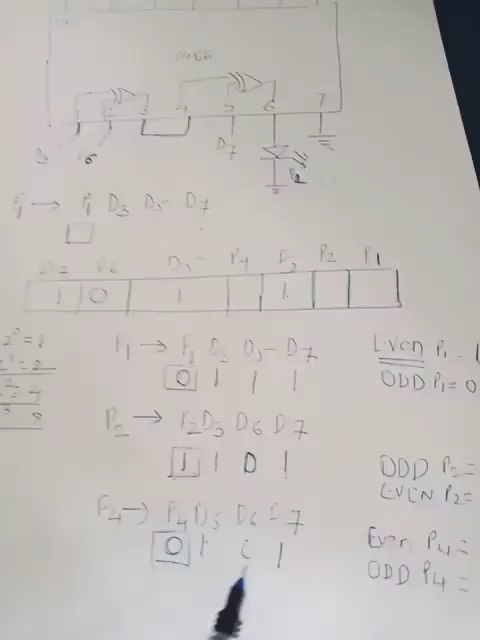 1 2 3 4 5 6 7
D7
P1 D3 D5 D7
D7 D6 D5 P4 D3 P2 P1
1 0 1 1
P1 → P1 D3 D5 D7
0 1 1 1
EVEN P1 = 1
ODD P1 = 0
P2 → P2 D3 D6 D7
1 1 0 1
ODD P2 =
EVEN P2 =
P4 → P4 D5 D6 D7
0 1 1
Even P4 =
ODD P4 =